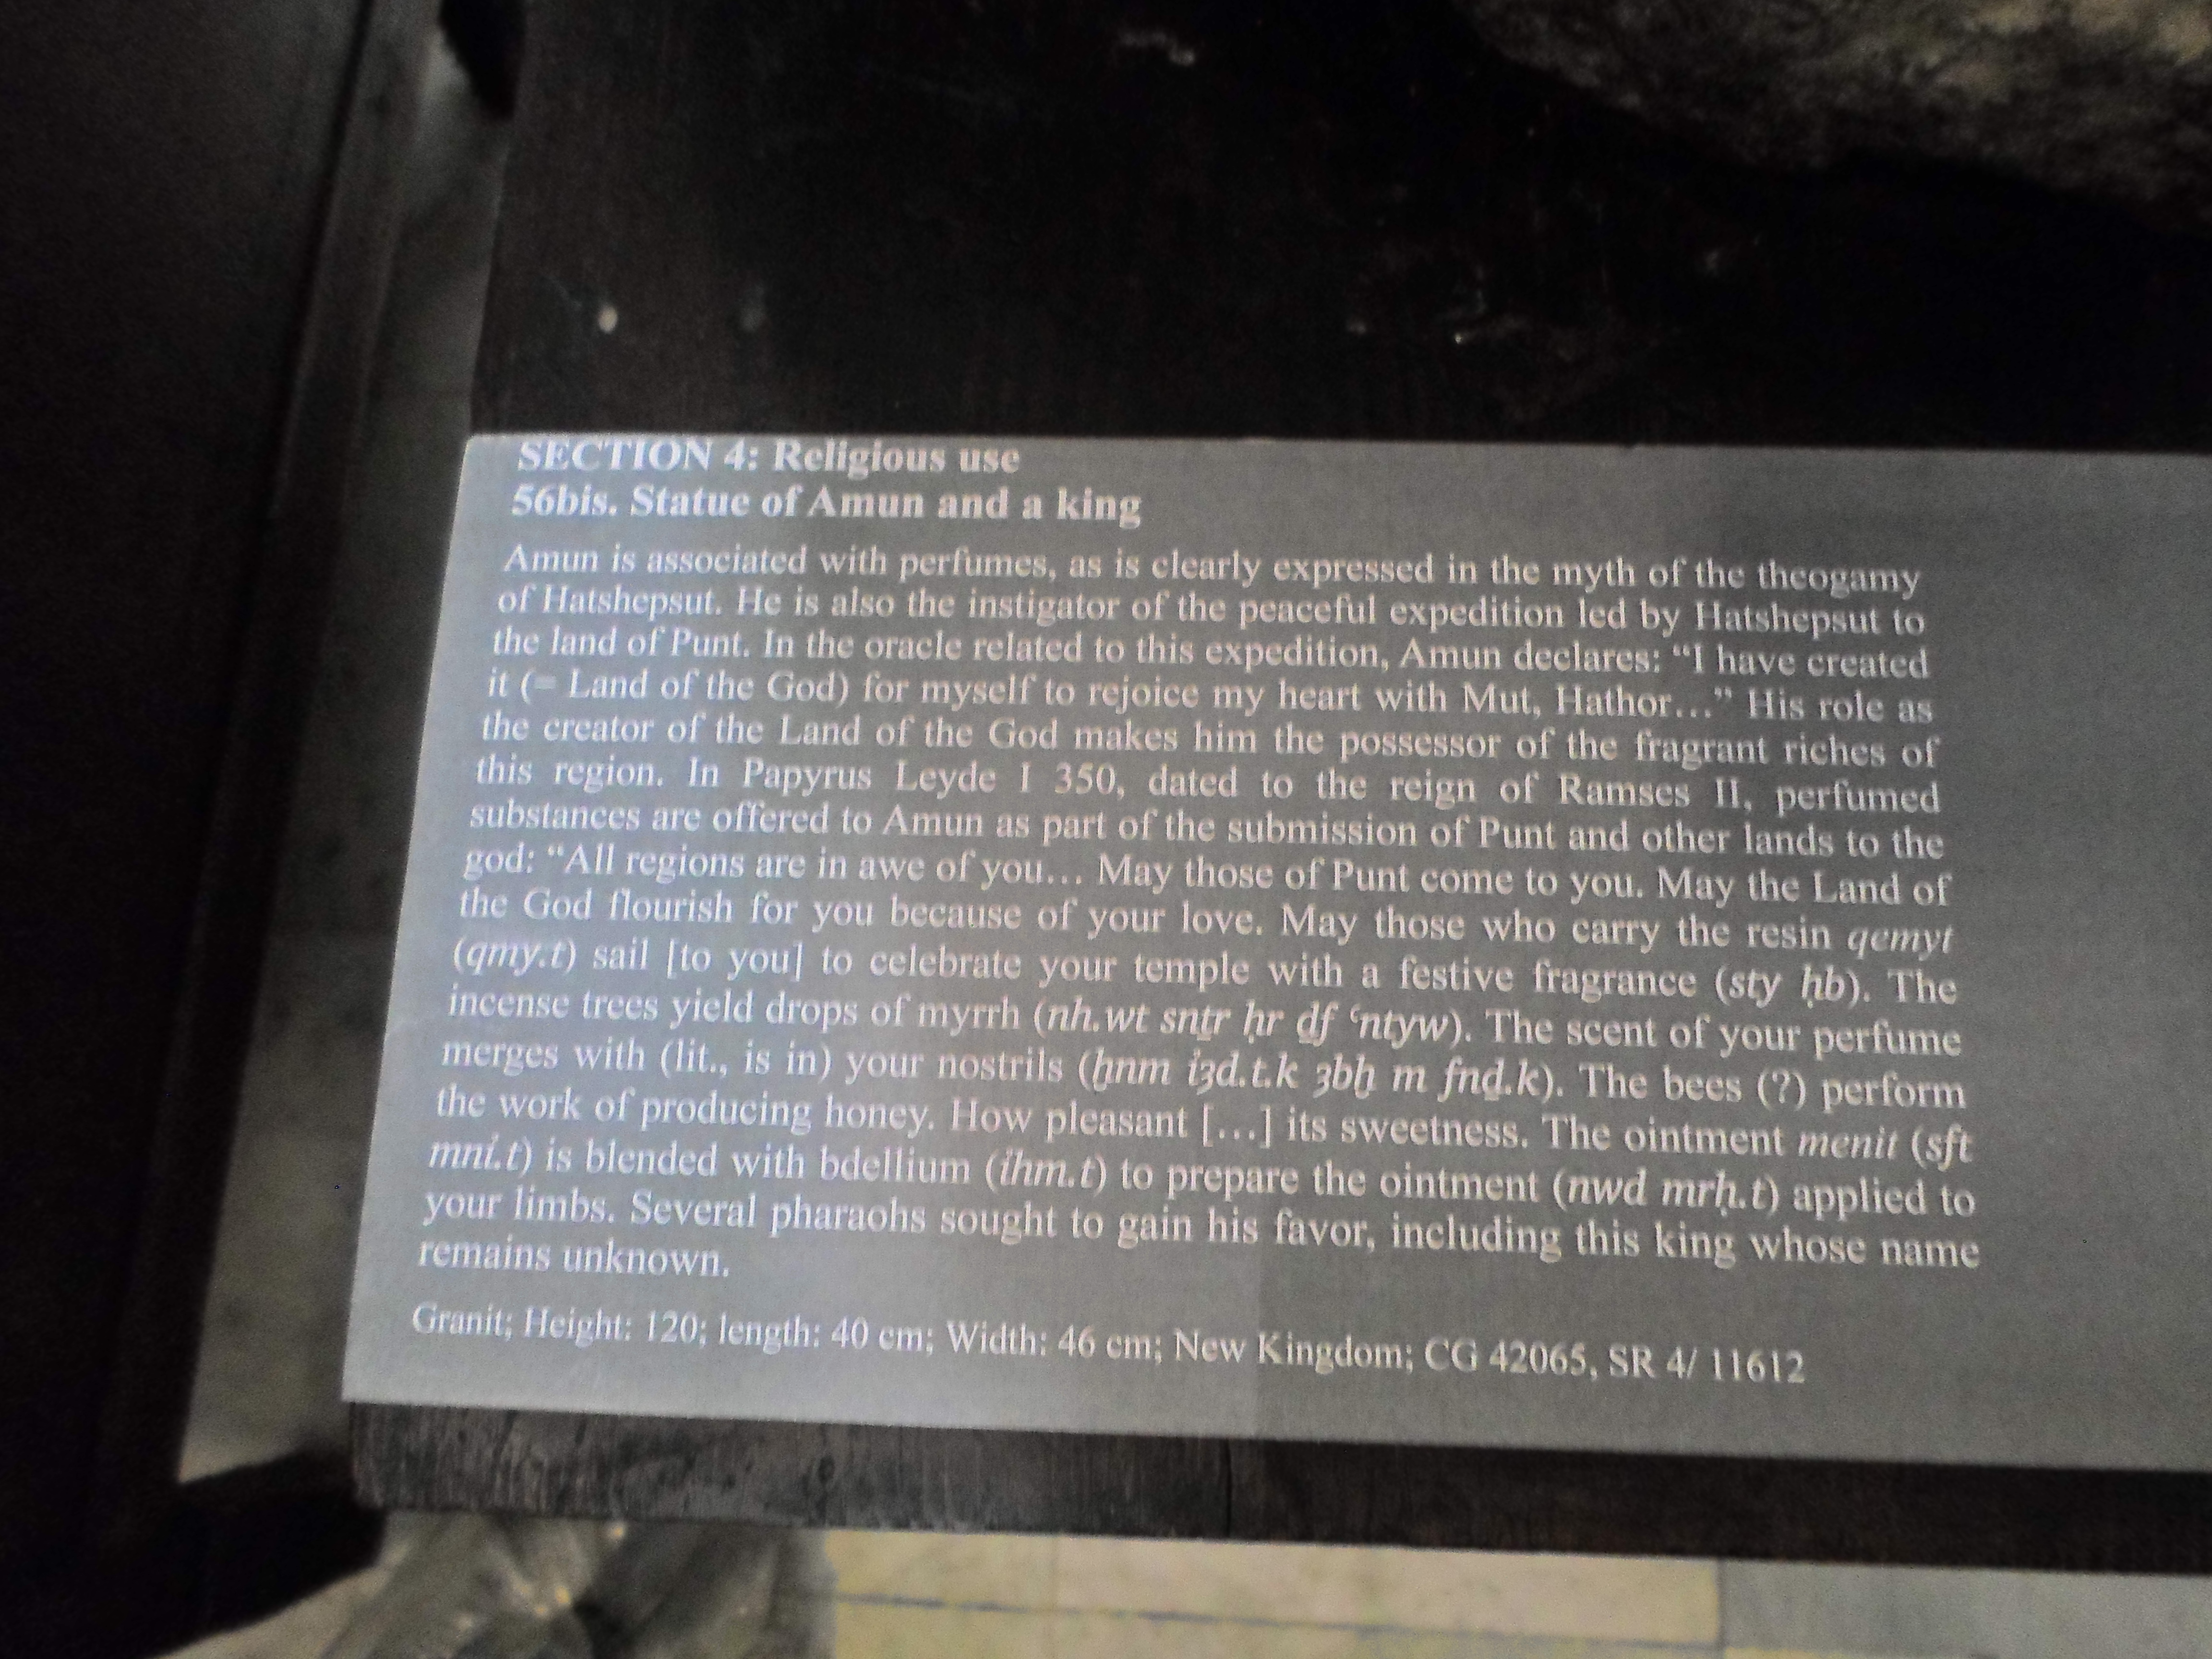 SECTION 4: Religious use
56bis. Statue of Amun and a king
Amun is associated with perfumes, as is clearly expressed in the myth of the theogamy
of Hatshepsut. He is also the instigator of the peaceful expedition led by Hatshepsut to
the land of Punt. In the oracle related to this expedition, Amun declares: “I have created
it (= Land of the God) for myself to rejoice my heart with Mut, Hathor…” His role as
the creator of the Land of the God makes him the possessor of the fragrant riches of
this region. In Papyrus Leyde I 350, dated to the reign of Ramses II, perfumed
substances are offered to Amun as part of the submission of Punt and other lands to the
god: “All regions are in awe of you… May those of Punt come to you. May the Land of
the God flourish for you because of your love. May those who carry the resin qemyt
(qmy.t) sail [to you] to celebrate your temple with a festive fragrance (sty ḥb). The
incense trees yield drops of myrrh (nh.wt snṯr ḥr ḏf ʿntyw). The scent of your perfume
merges with (lit., is in) your nostrils (ẖnm i͗ȝd.t.k ȝbḫ m fnḏ.k). The bees (?) perform
the work of producing honey. How pleasant […] its sweetness. The ointment menit (sft
mni͗.t) is blended with bdellium (i͗hm.t) to prepare the ointment (nwd mrḥ.t) applied to
your limbs. Several pharaohs sought to gain his favor, including this king whose name
remains unknown.
Granit; Height: 120; length: 40 cm; Width: 46 cm; New Kingdom; CG 42065, SR 4/ 11612